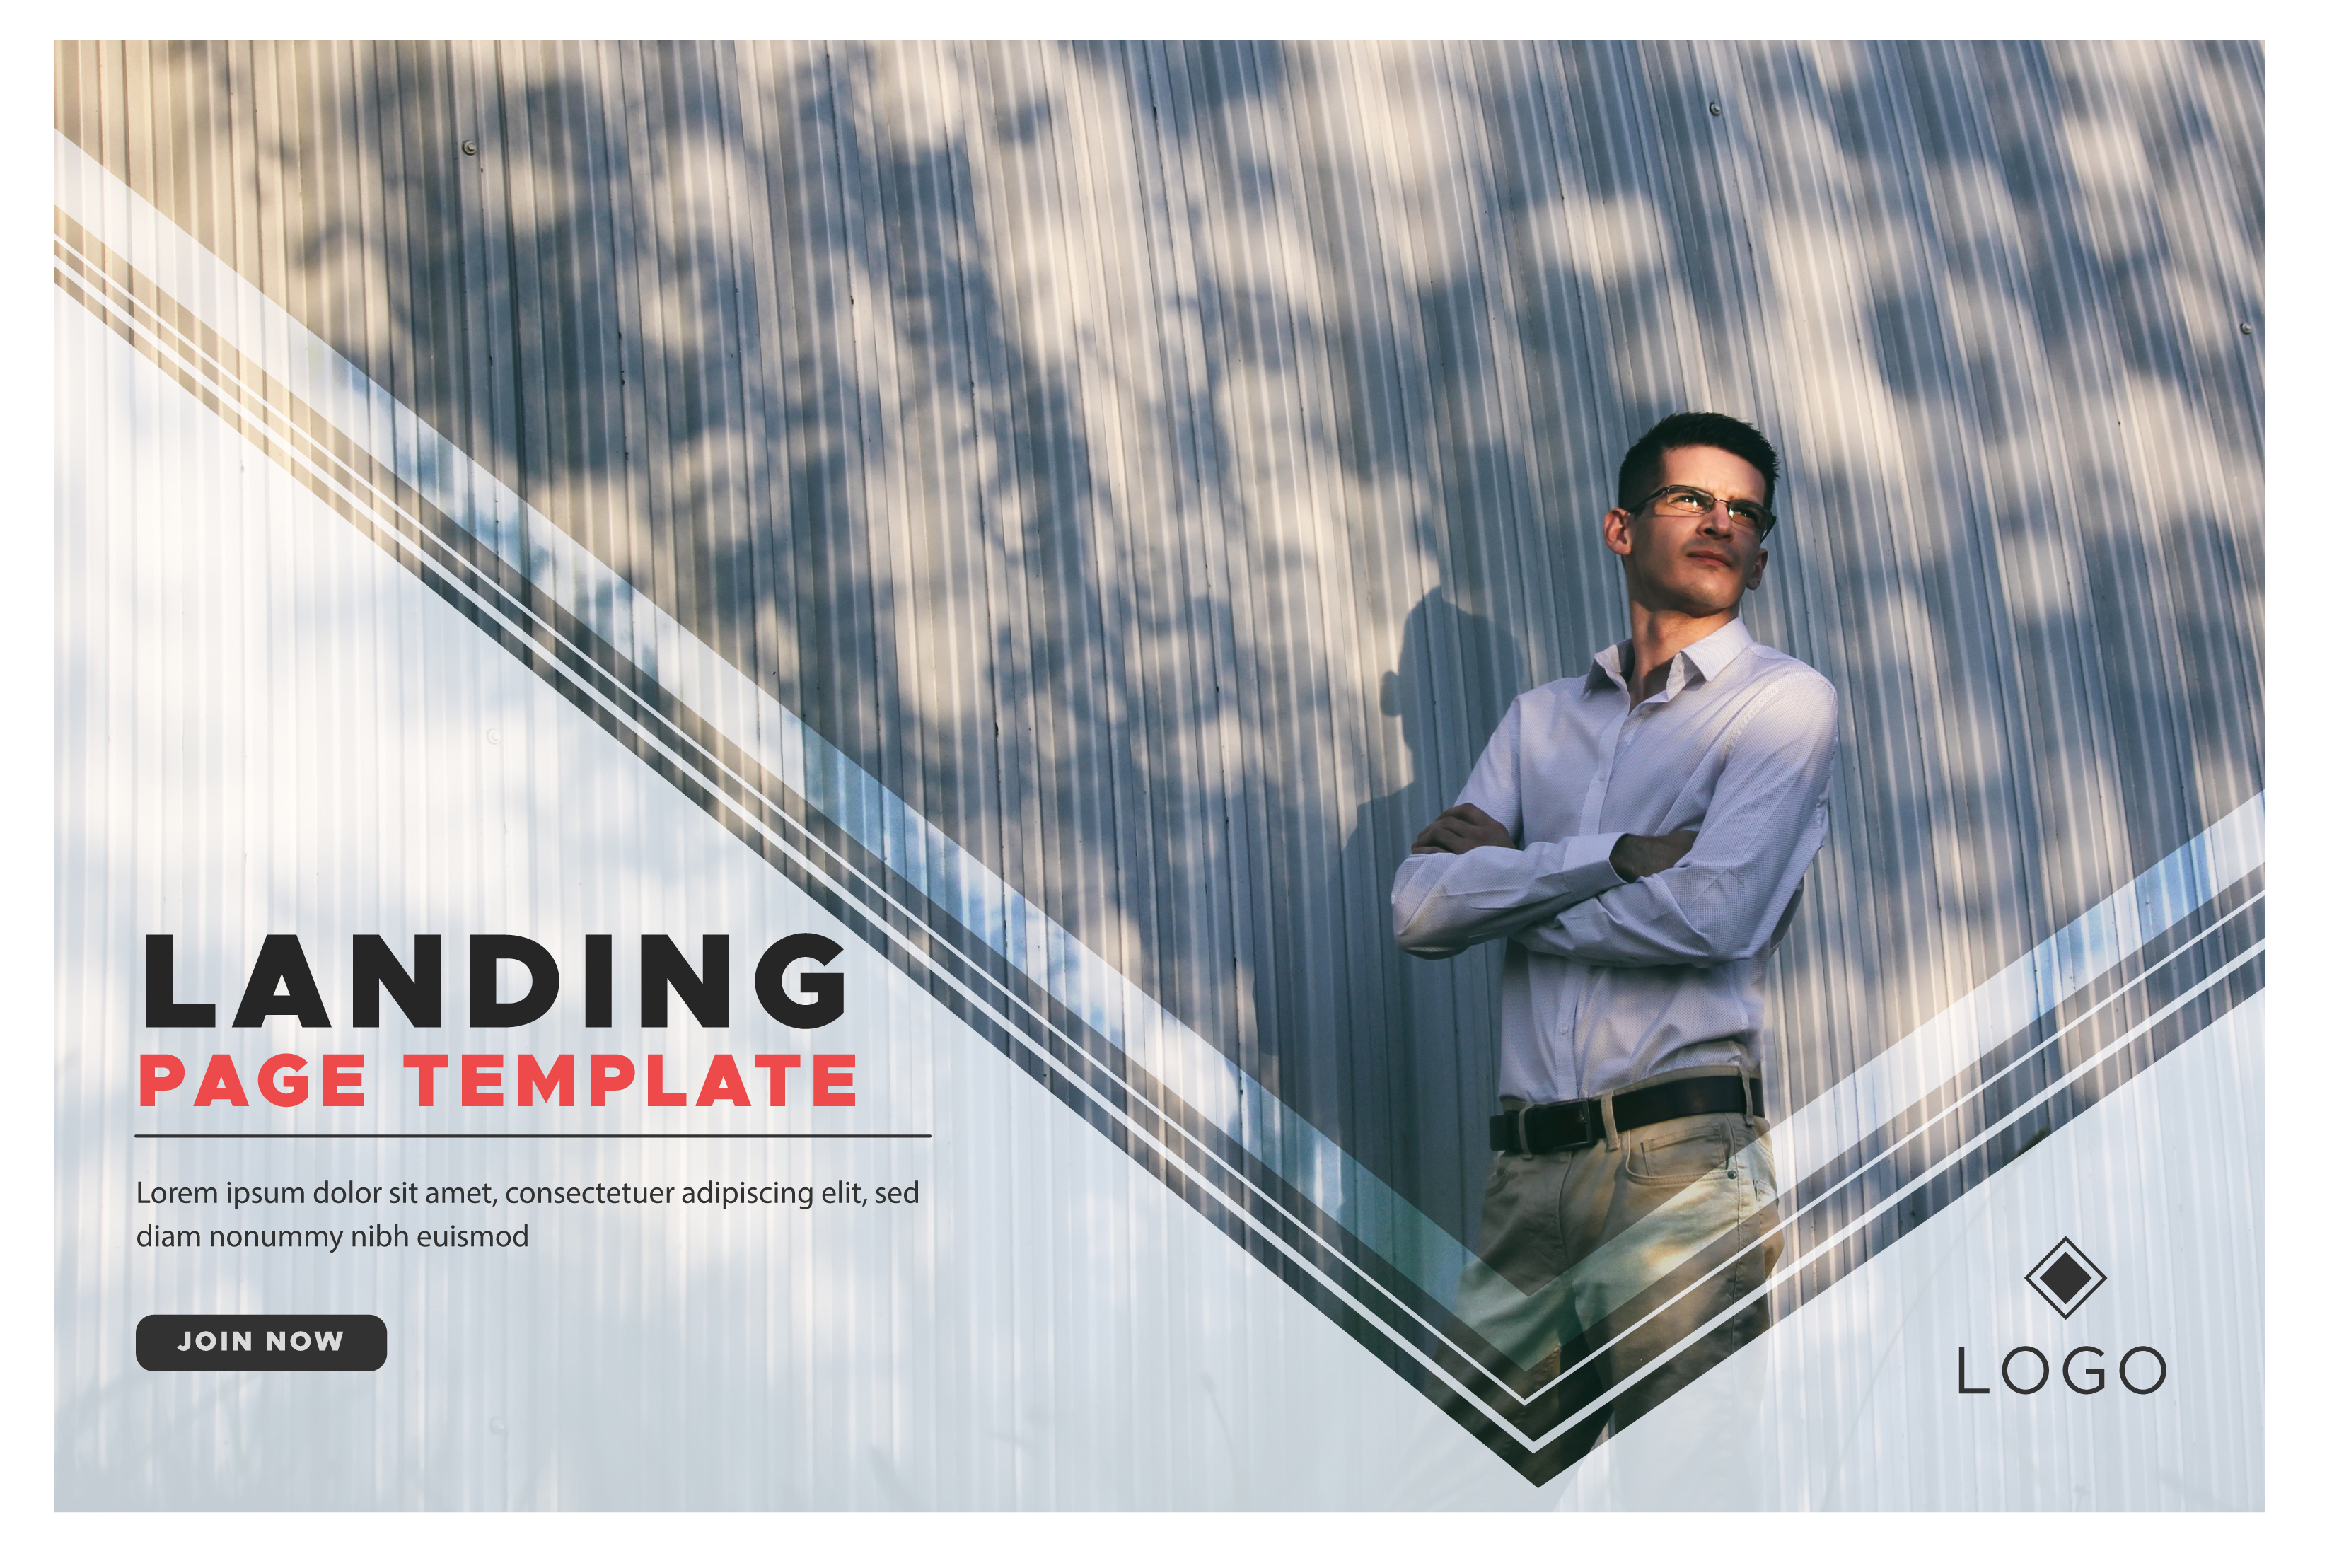 LANDING
PAGE TEMPLATE
Lorem ipsum dolor sit amet, consectetuer adipiscing elit, sed
diam nonummy nibh euismod
JOIN NOW
LOGO